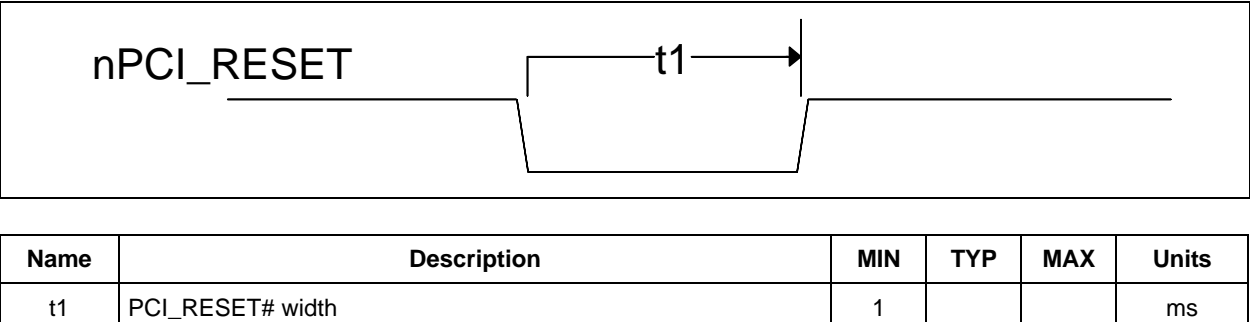 nPCI_RESET
t1
Name Description MIN TYP MAX Units
t1 PCI_RESET# width 1 ms